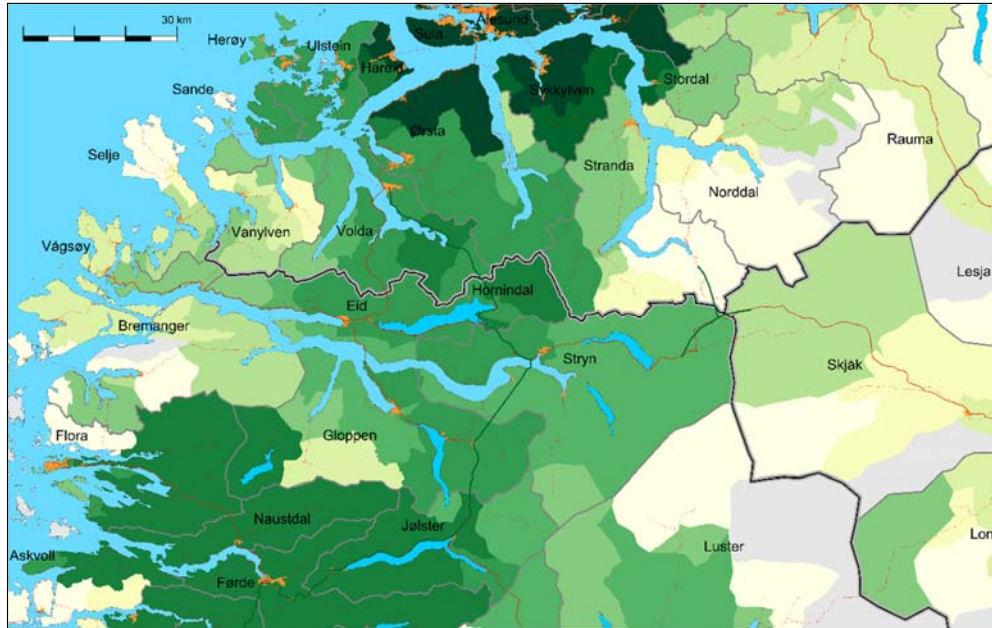 30 km
Ålesund
Sula
Herøy
Ulstein
Hareid
Stordal
Sande
Sykkylven
Ørsta
Rauma
Selje
Stranda
Norddal
Vanylven
Volda
Vågsøy
Lesja
Hornindal
Eid
Bremanger
Stryn
Skjåk
Flora
Gloppen
Naustdal
Jølster
Luster
Lom
Askvoll
Førde